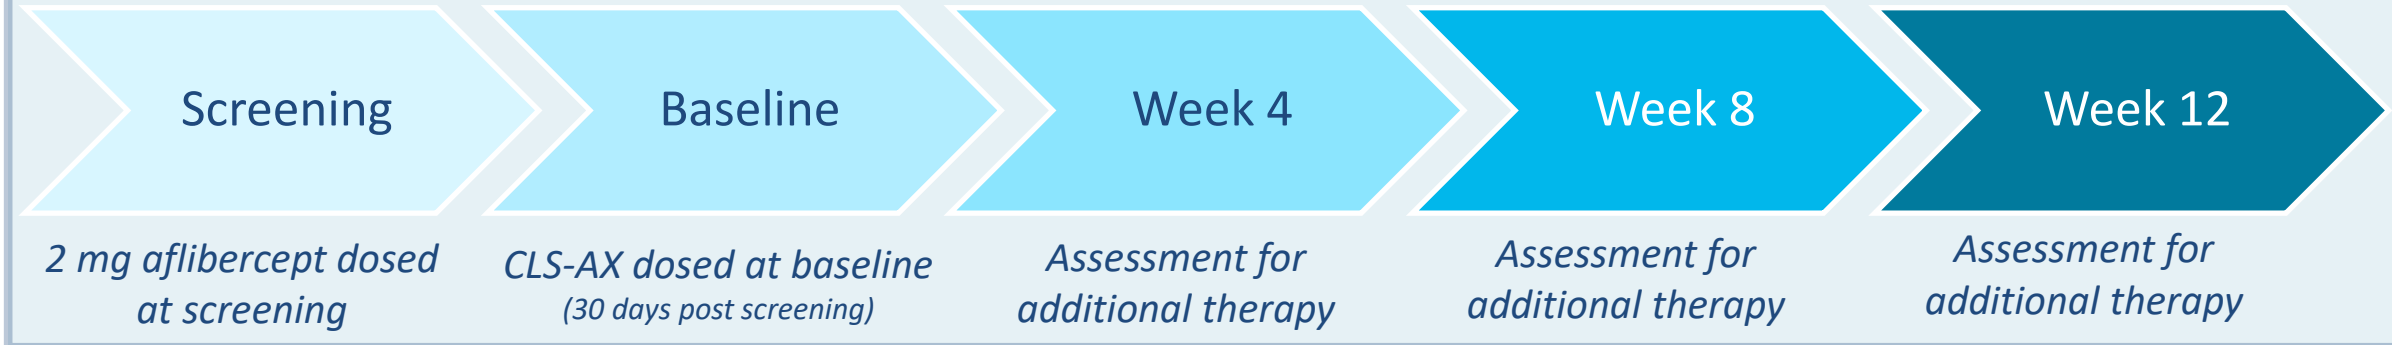 Screening
Baseline
Week 4
Week 8
Week 12
2 mg aflibercept dosed
at screening
CLS-AX dosed at baseline
(30 days post screening)
Assessment for
additional therapy
Assessment for
additional therapy
Assessment for
additional therapy